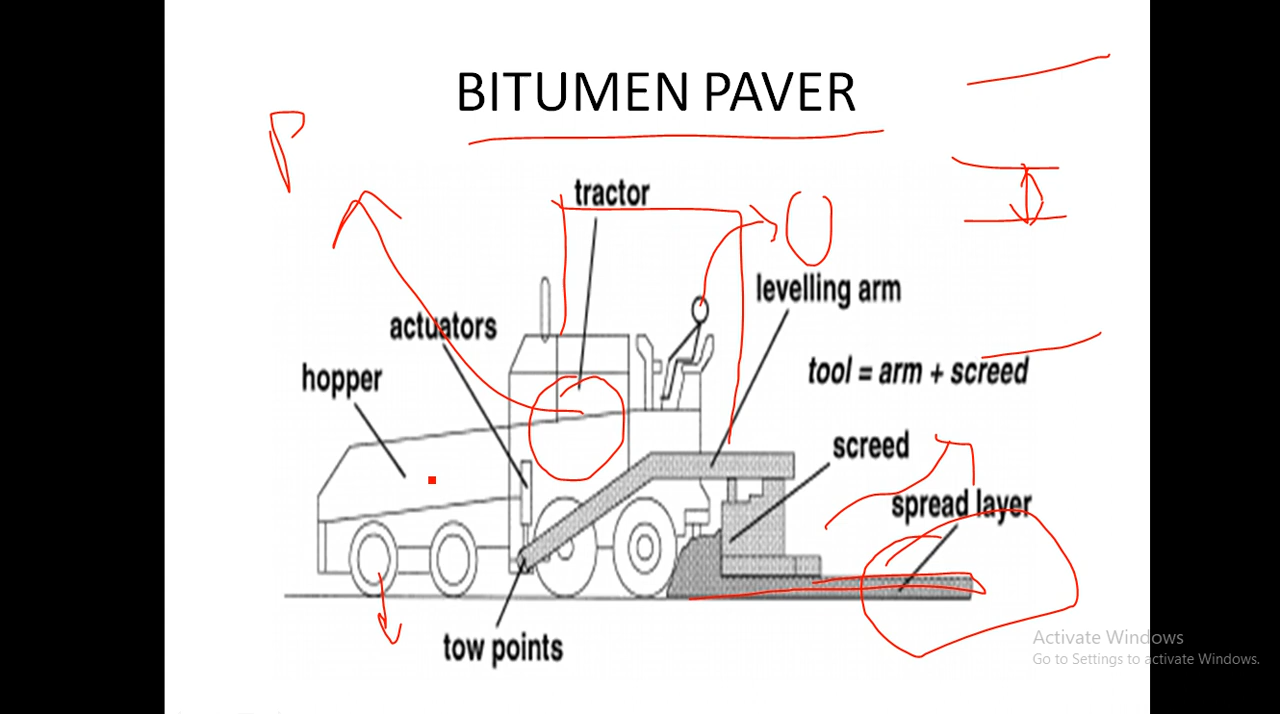 BITUMEN PAVER
P
tractor
levelling arm
actuators
hopper
tool = arm + screed
screed
spread layer
tow points
Activate Windows
Go to Settings to activate Windows.